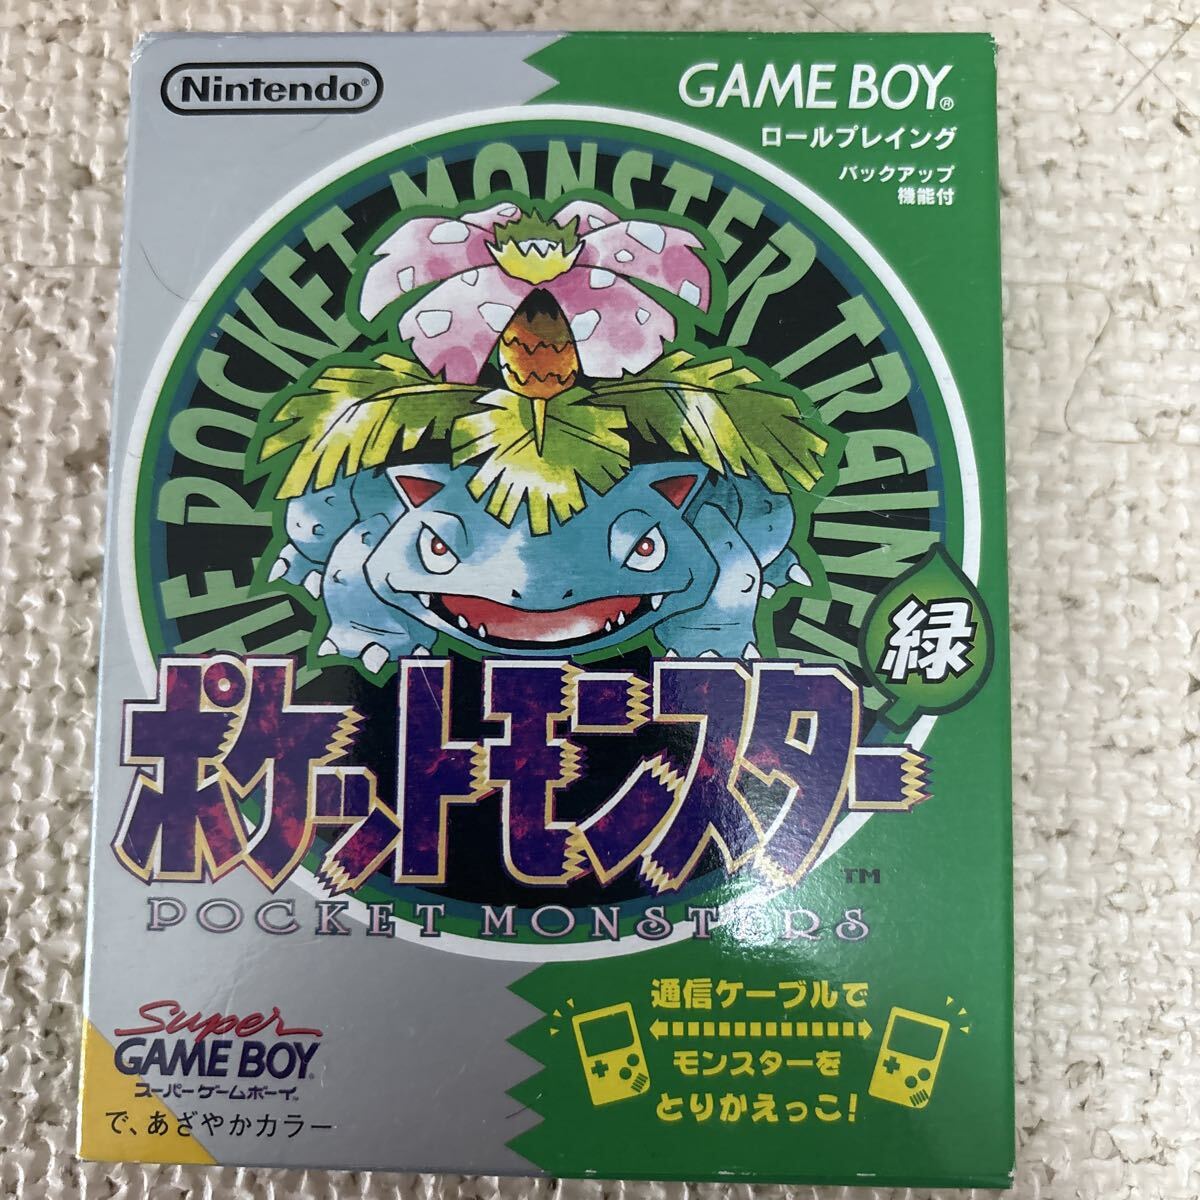 Nintendo®
GAME BOY®
ロールプレイング
バックアップ
機能付
THE POCKET MONSTER TRAINER
緑
ポケットモンスター
TM
POCKET MONSTERS
Super
GAME BOY
スーパーゲームボーイ
で、あざやかカラー
通信ケーブルで
モンスターを
とりかえっこ!